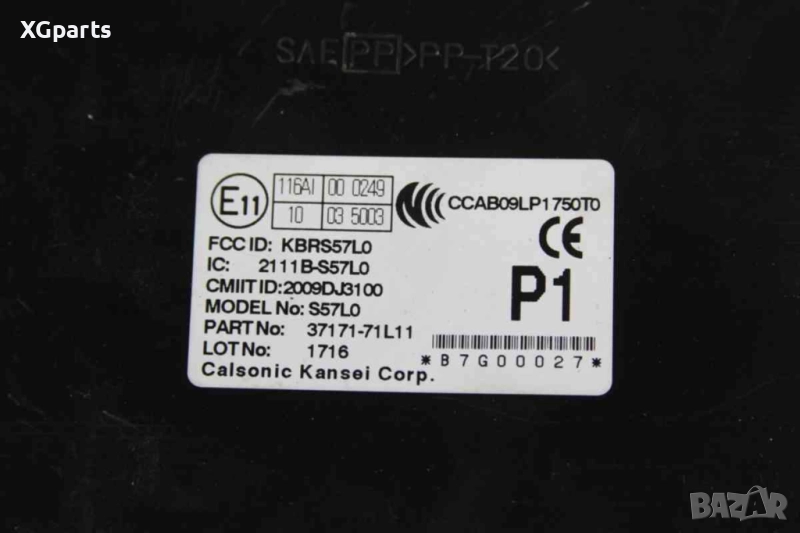 XGparts
SAE PP >PP-T20<
E11
116AI 00 0249
10 03 5003
CCAB09LP1750T0
CE
FCC ID: KBRS57L0
IC: 2111B-S57L0
CMIIT ID:2009DJ3100
MODEL No: S57L0
PART No: 37171-71L11
LOT No: 1716
Calsonic Kansei Corp.
P1
*B7G00027*
BAZAR